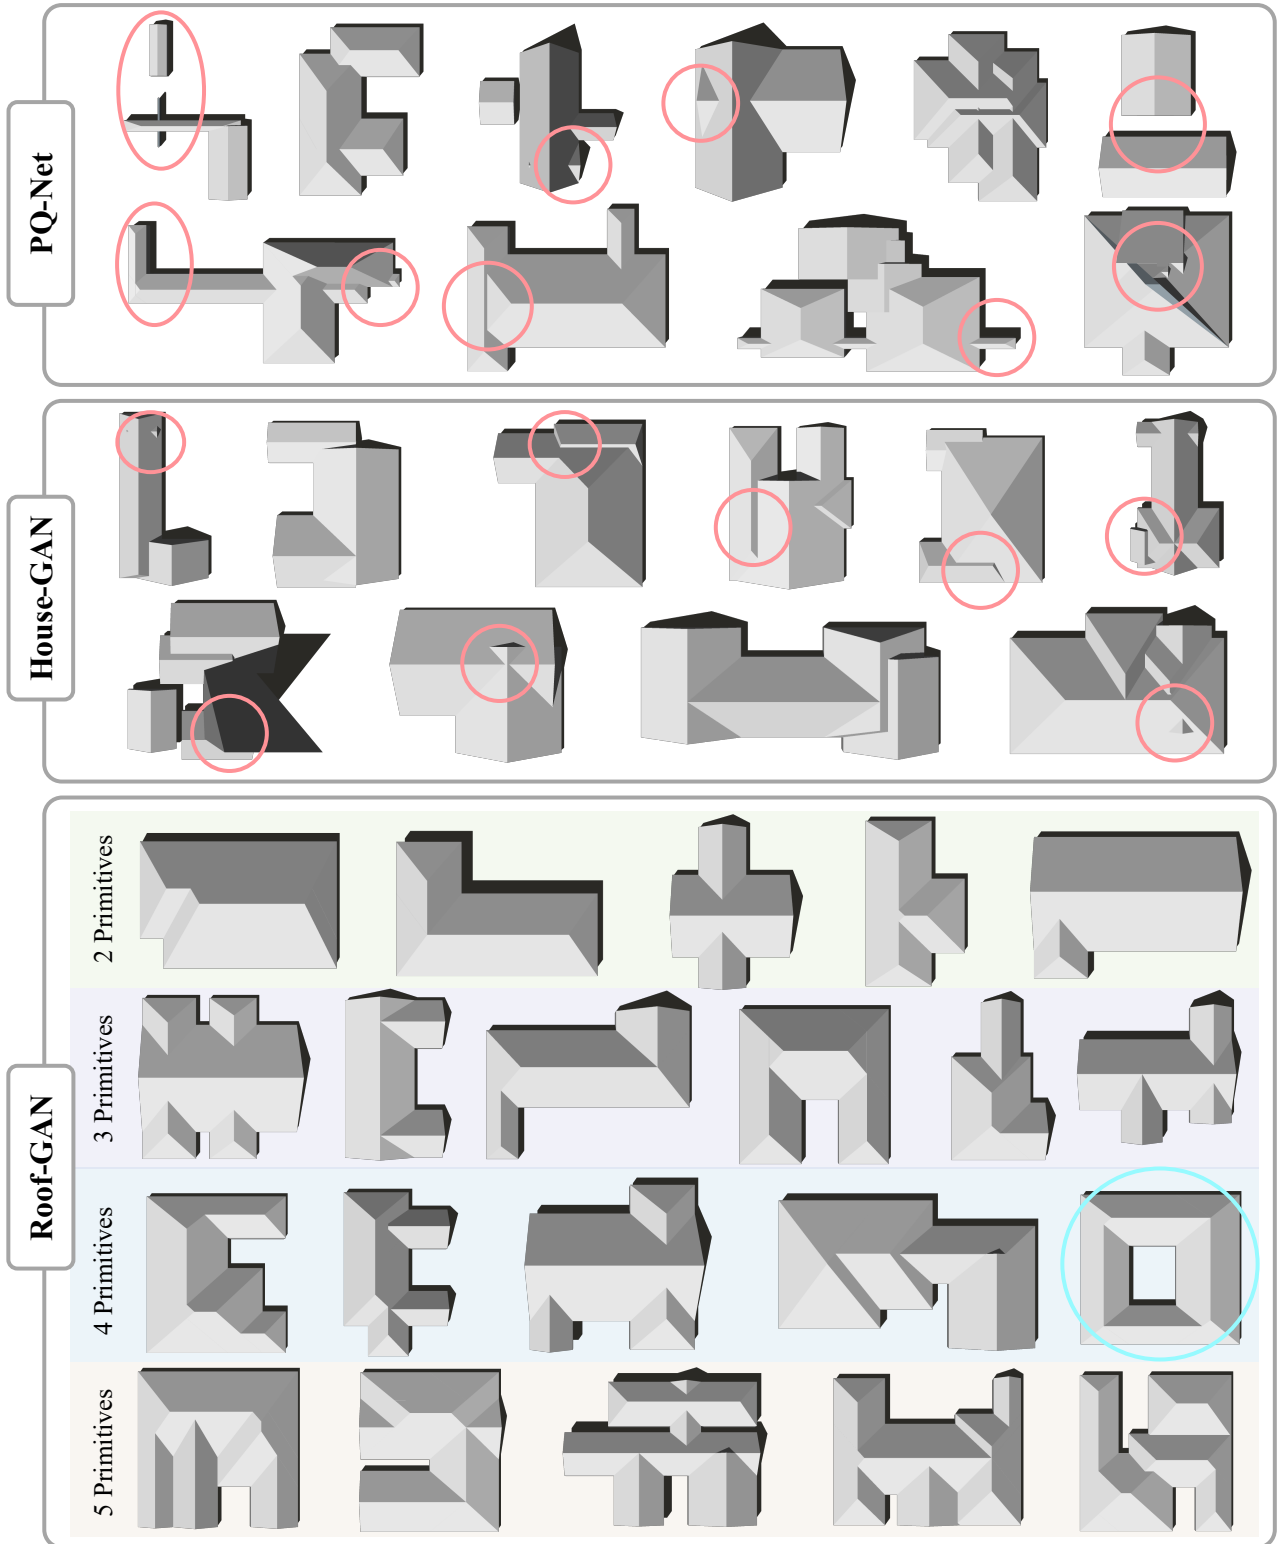 PQ-Net
House-GAN
Roof-GAN
2 Primitives
3 Primitives
4 Primitives
5 Primitives